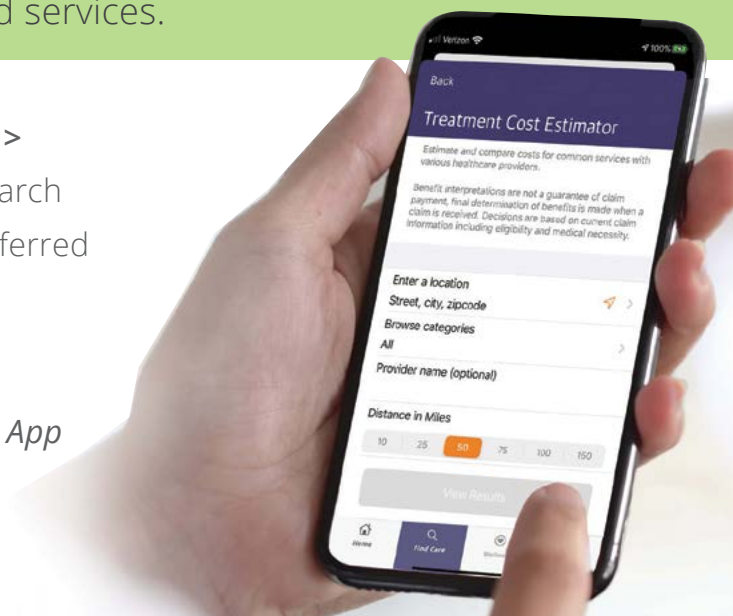 d services.
>
arch
ferred
App
Verizon
100%
Back
Treatment Cost Estimator
Estimate and compare costs for common services with
various healthcare providers.
Benefit interpretations are not a guarantee of claim
payment, final determination of benefits is made when a
claim is received. Decisions are based on current claim
information including eligibility and medical necessity.
Enter a location
Street, city, zipcode
Browse categories
All
Provider name (optional)
Distance in Miles
10 25 50 75 100 150
View Results
Home Find Care